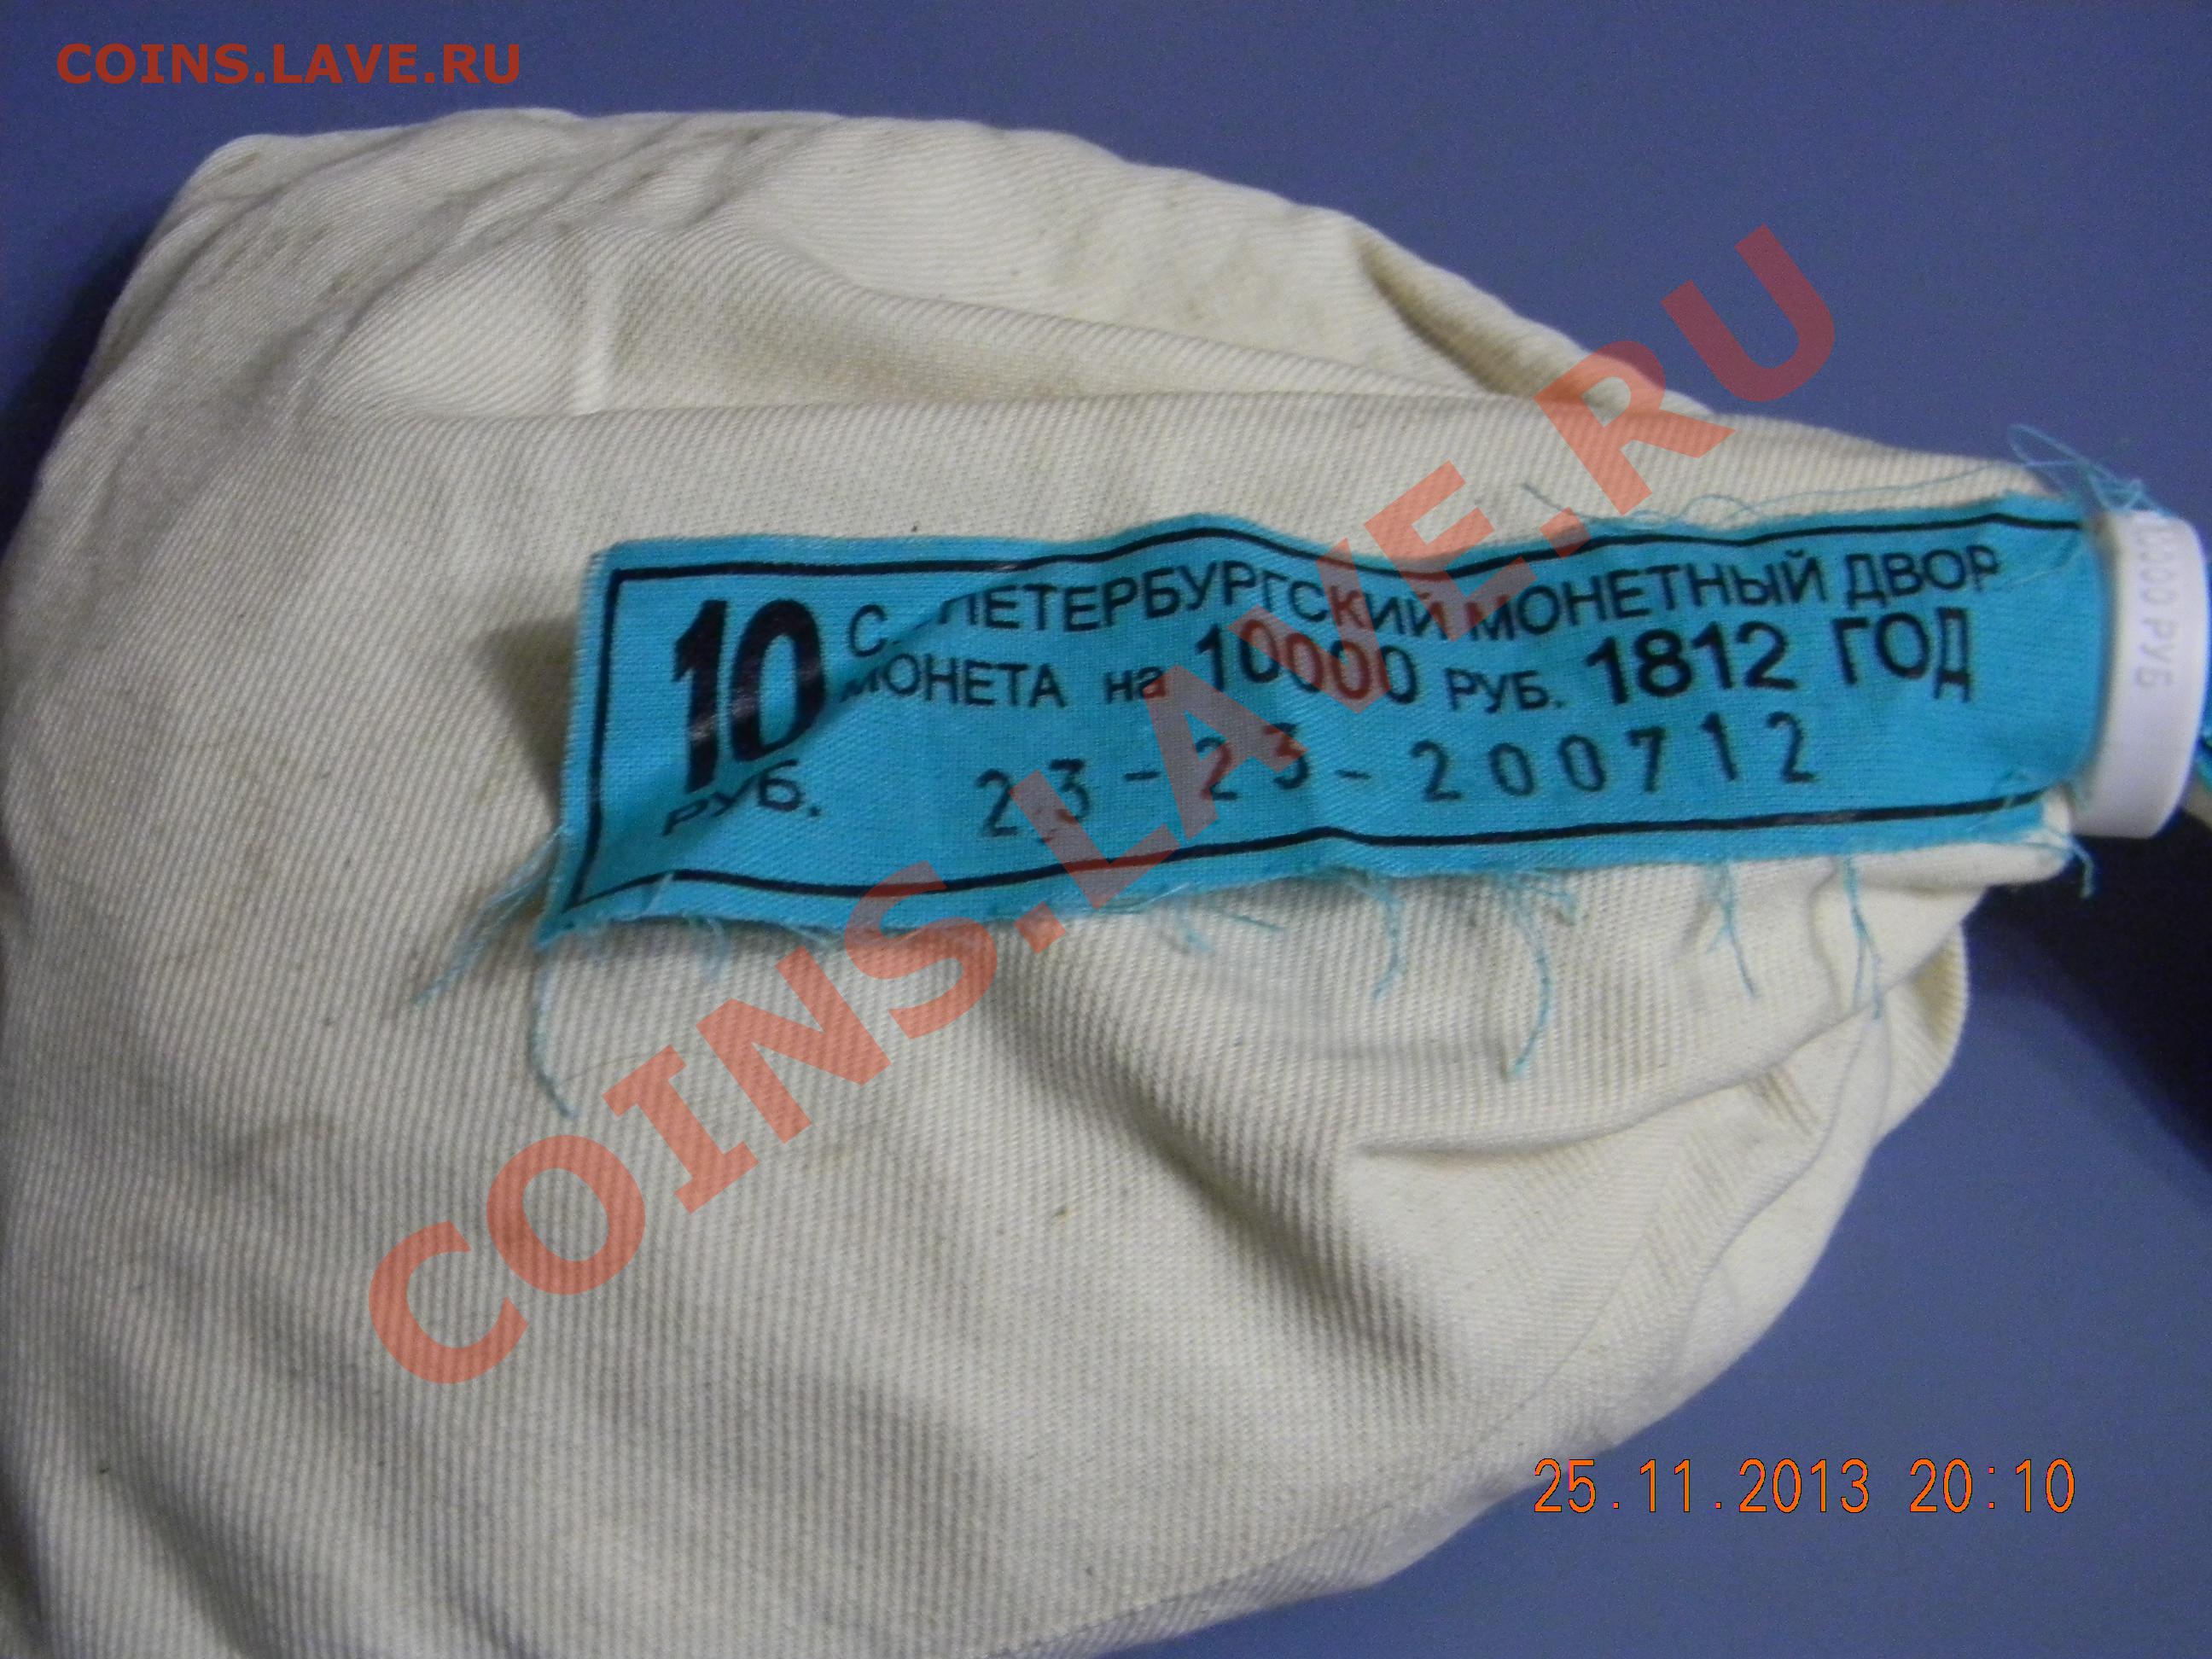 COINS.LAVE.RU
10 РУБ.
С.-ПЕТЕРБУРГСКИЙ МОНЕТНЫЙ ДВОР
МОНЕТА на 10000 РУБ. 1812 ГОД
23-23-200712
РУБ
COINS.LAVE.RU
25.11.2013 20:10